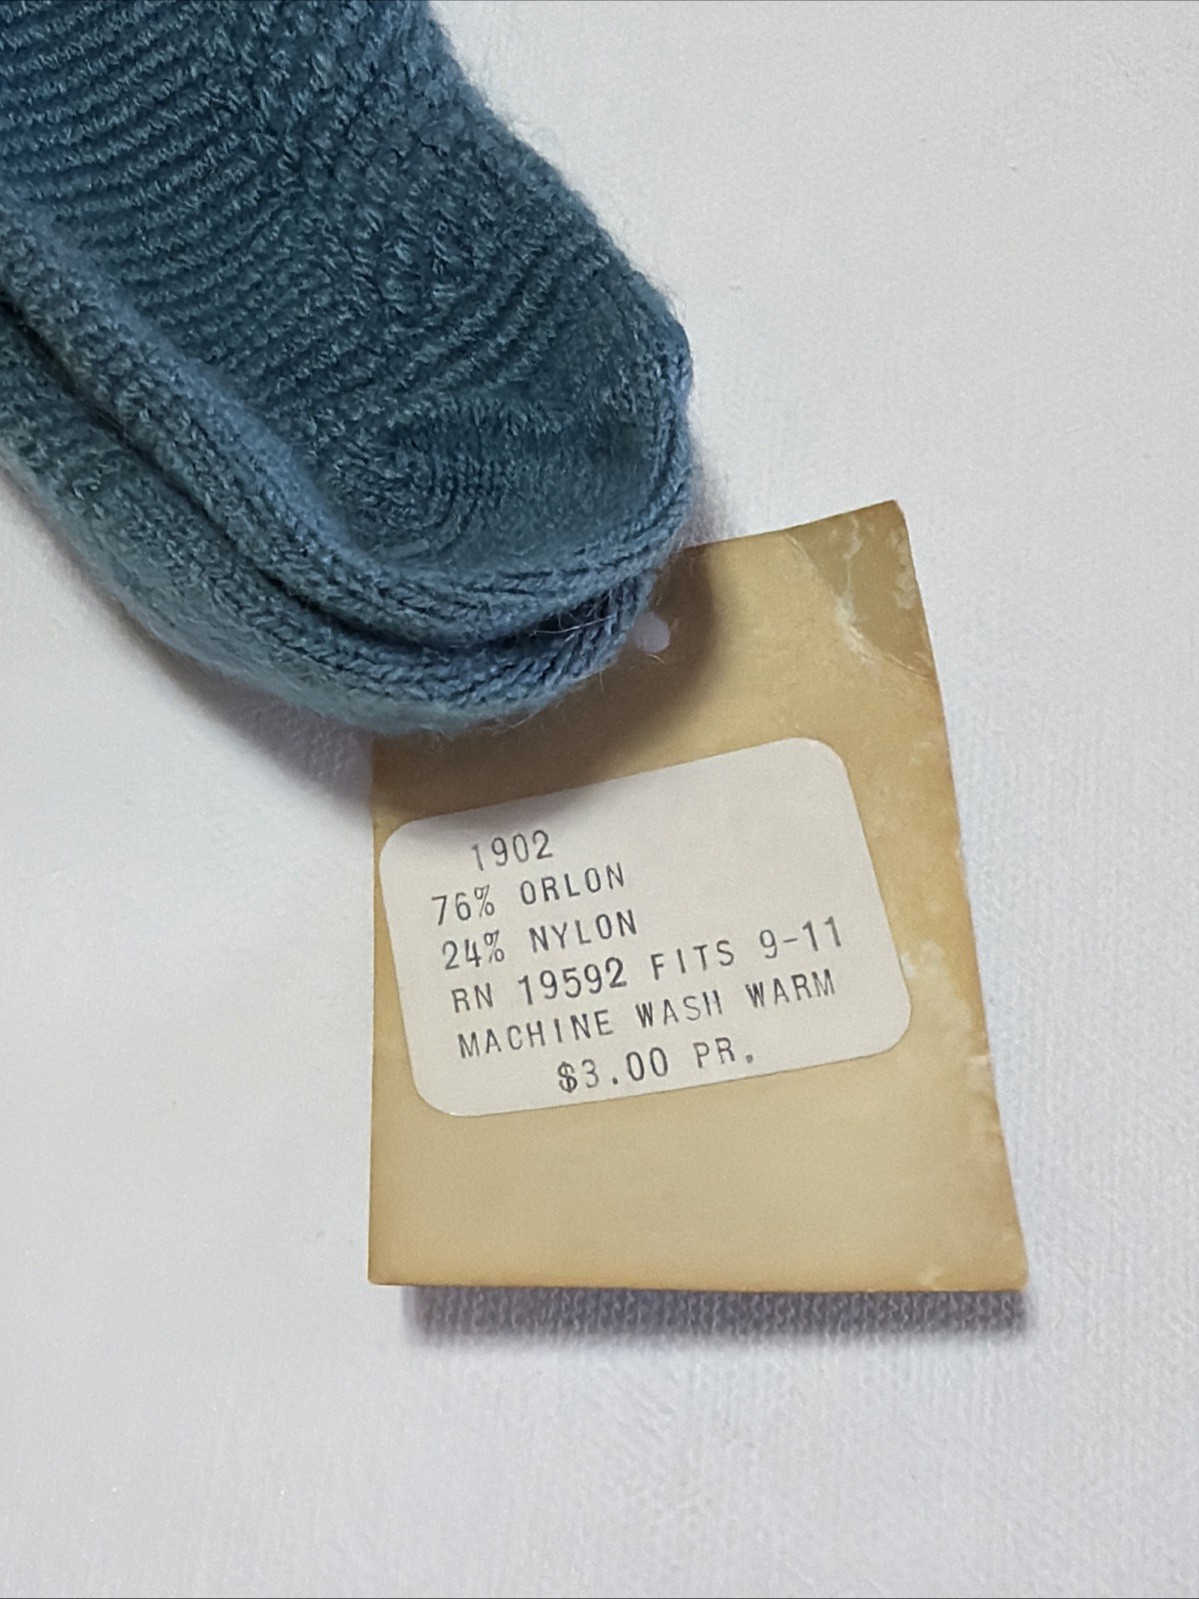 1902
76% ORLON
24% NYLON
RN 19592 FITS 9-11
MACHINE WASH WARM
$3.00 PR.